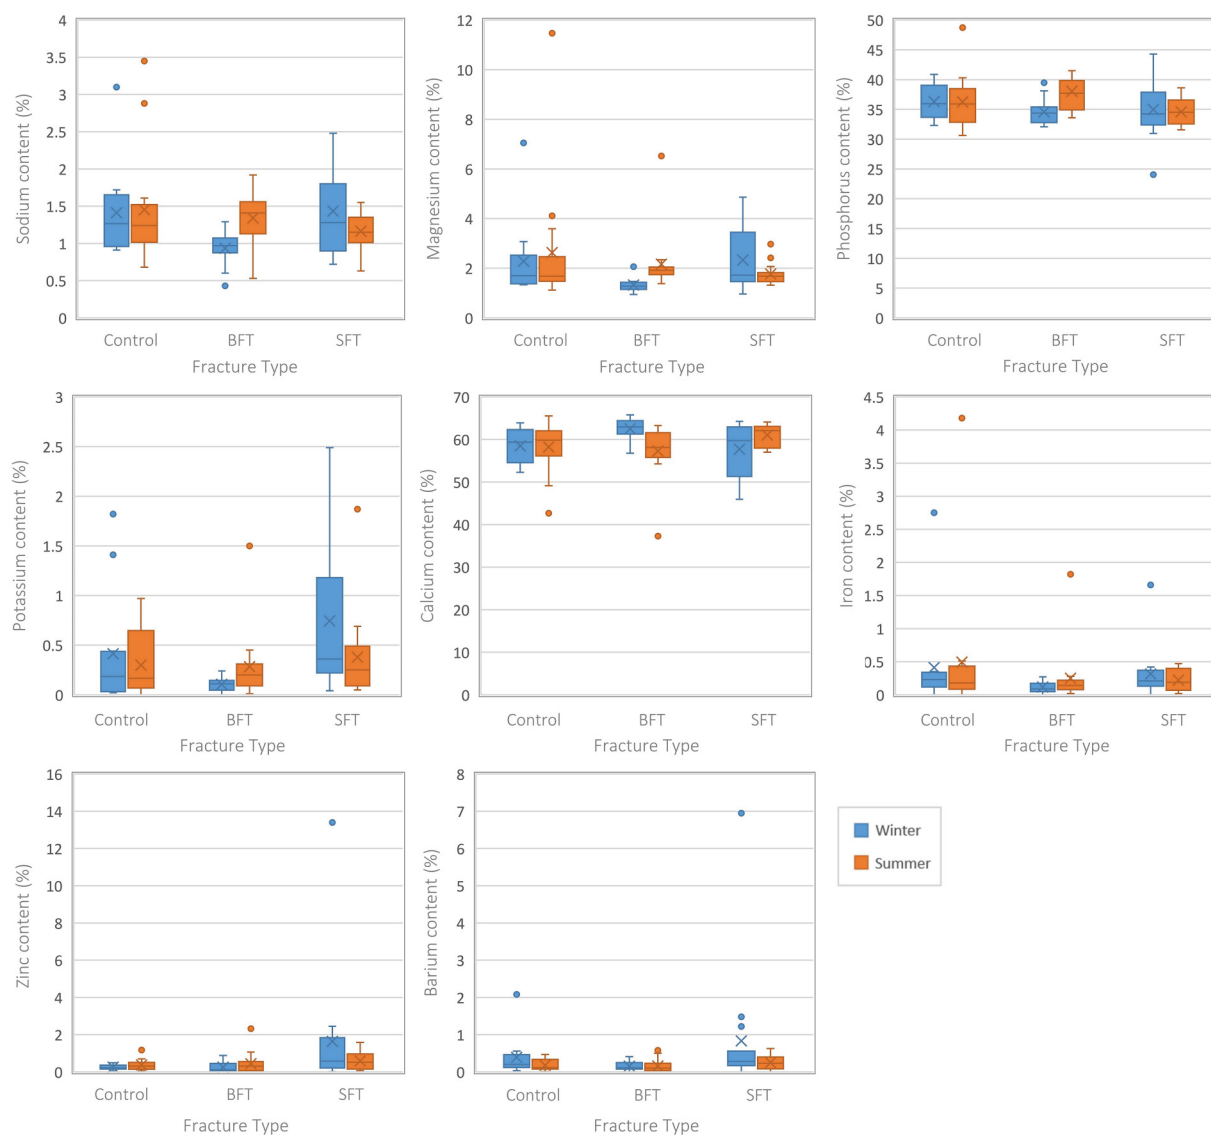 Sodium content (%)
4
3.5
3
2.5
2
1.5
1
0.5
0
Control BFT SFT
Fracture Type
Magnesium content (%)
12
10
8
6
4
2
0
Control BFT SFT
Fracture Type
Phosphorus content (%)
50
45
40
35
30
25
20
15
10
5
0
Control BFT SFT
Fracture Type
Potassium content (%)
3
2.5
2
1.5
1
0.5
0
Control BFT SFT
Fracture Type
Calcium content (%)
70
60
50
40
30
20
10
0
Control BFT SFT
Fracture Type
Iron content (%)
4.5
4
3.5
3
2.5
2
1.5
1
0.5
0
Control BFT SFT
Fracture Type
Zinc content (%)
16
14
12
10
8
6
4
2
0
Control BFT SFT
Fracture Type
Barium content (%)
8
7
6
5
4
3
2
1
0
Control BFT SFT
Fracture Type
Winter
Summer